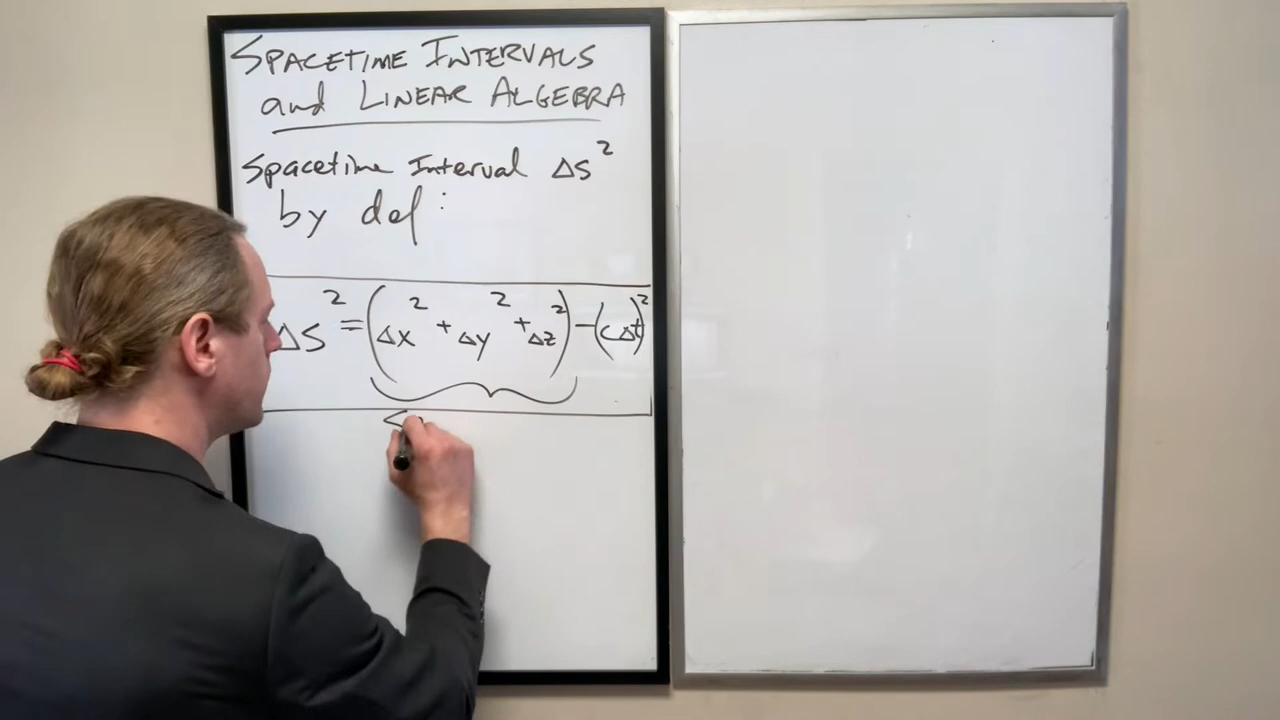 SPACETIME INTERVALS
and LINEAR ALGEBRA
Spacetime Interval Δs²
by def:
Δs² = (Δx² + Δy² + Δz²) - (cΔt)²